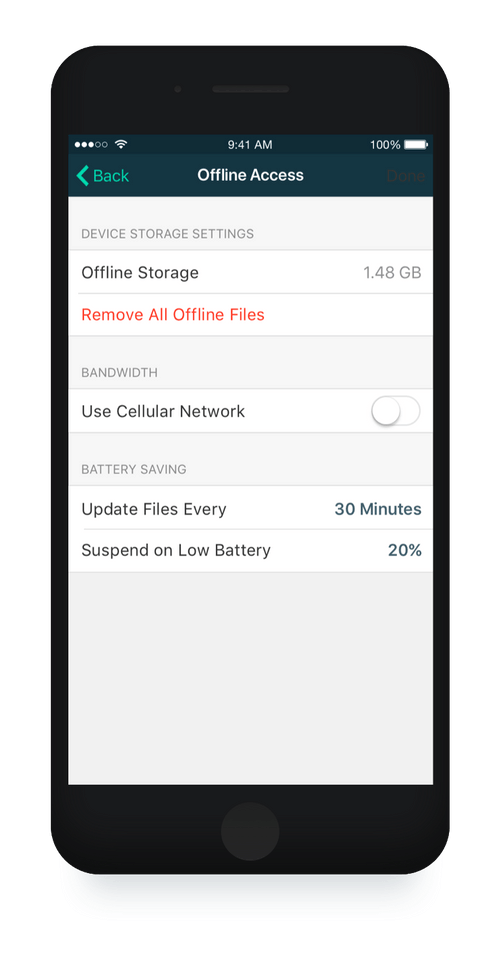 9:41 AM 100%
Back Offline Access Done
DEVICE STORAGE SETTINGS
Offline Storage 1.48 GB
Remove All Offline Files
BANDWIDTH
Use Cellular Network
BATTERY SAVING
Update Files Every 30 Minutes
Suspend on Low Battery 20%